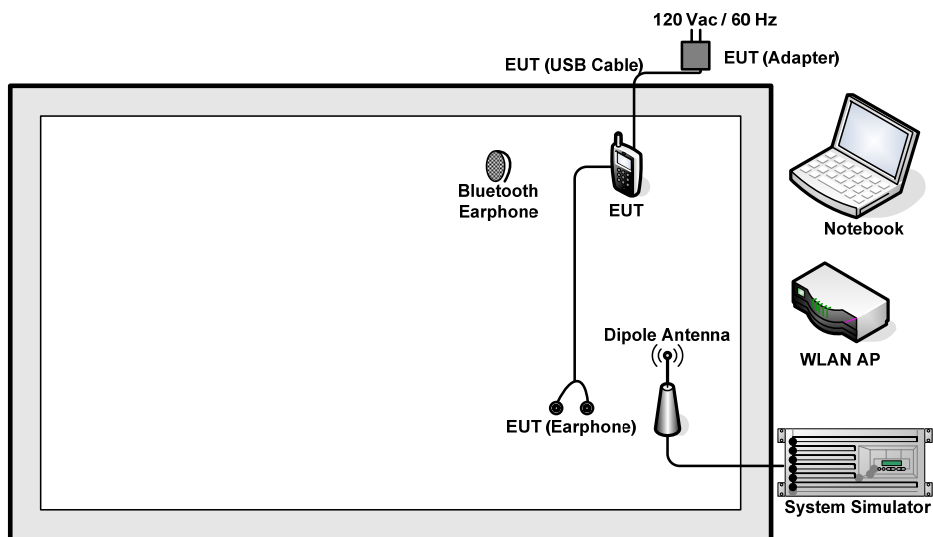 120 Vac / 60 Hz
EUT (USB Cable)
EUT (Adapter)
Bluetooth
Earphone
EUT
Notebook
Dipole Antenna
WLAN AP
EUT (Earphone)
System Simulator